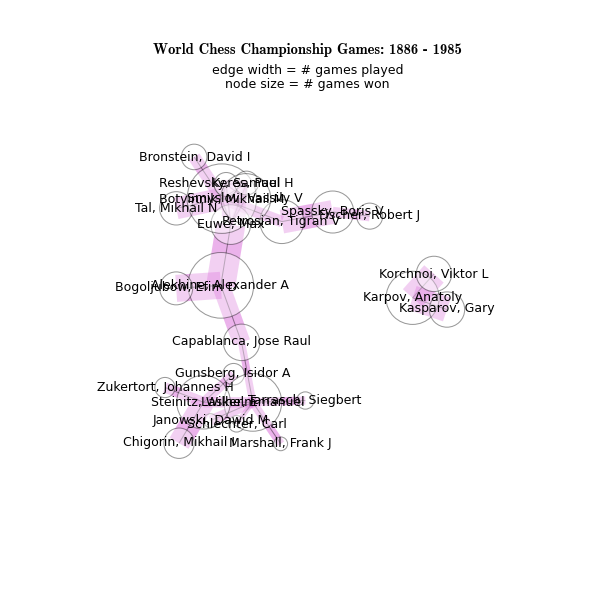 World Chess Championship Games: 1886 - 1985
edge width = # games played
node size = # games won
Bronstein, David I
Reshevsky, Samuel H
Keres, Paul
Botvinnik, Mikhail M
Smyslov, Vassily V
Tal, Mikhail N
Euwe, Max
Petrosian, Tigran V
Spassky, Boris V
Fischer, Robert J
Korchnoi, Viktor L
Karpov, Anatoly
Kasparov, Gary
Bogoljubow, Efim D
Alekhine, Alexander A
Capablanca, Jose Raul
Gunsberg, Isidor A
Zukertort, Johannes H
Steinitz, Wilhelm
Lasker, Emanuel
Tarrasch, Siegbert
Janowski, Dawid M
Schlechter, Carl
Chigorin, Mikhail I
Marshall, Frank J